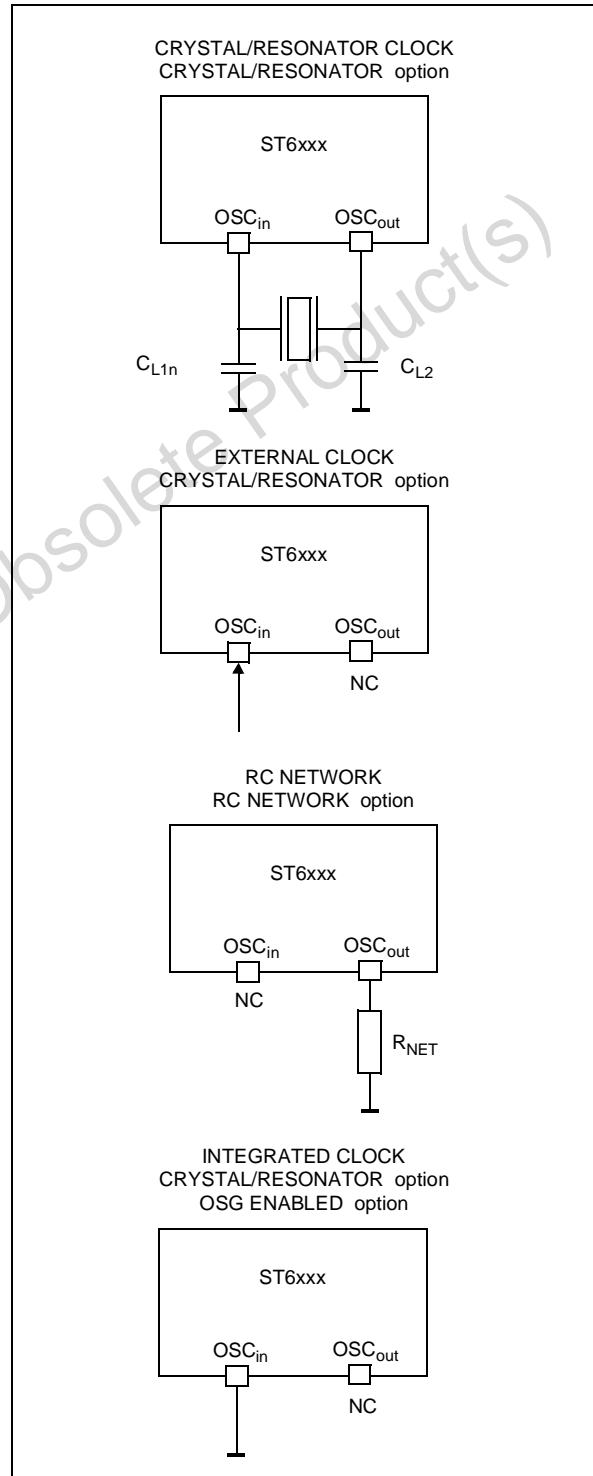 CRYSTAL/RESONATOR CLOCK
CRYSTAL/RESONATOR option
ST6xxx
OSCin OSCout
CL1n CL2
EXTERNAL CLOCK
CRYSTAL/RESONATOR option
ST6xxx
OSCin OSCout
NC
RC NETWORK
RC NETWORK option
ST6xxx
OSCin OSCout
NC
RNET
INTEGRATED CLOCK
CRYSTAL/RESONATOR option
OSG ENABLED option
ST6xxx
OSCin OSCout
NC
Obsolete Product(s)